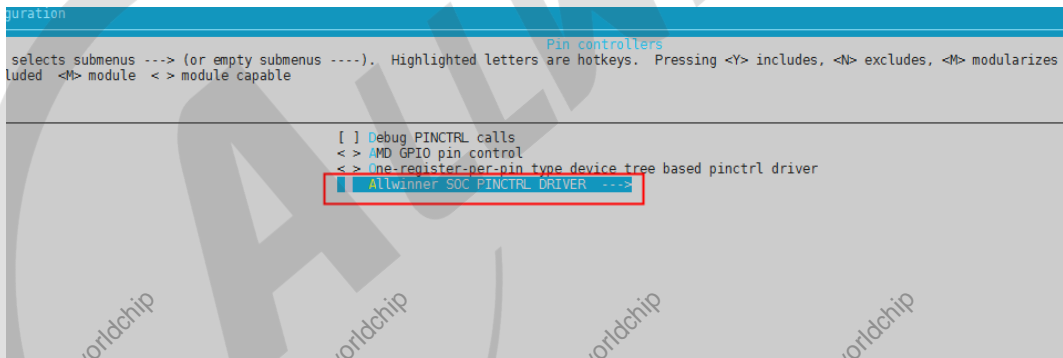 guration
Pin controllers
selects submenus ---> (or empty submenus ----).  Highlighted letters are hotkeys.  Pressing <Y> includes, <N> excludes, <M> modularizes
luded  <M> module  < > module capable
[ ] Debug PINCTRL calls
< > AMD GPIO pin control
< > One-register-per-pin type device tree based pinctrl driver
Allwinner SOC PINCTRL DRIVER  --->
orldchip
orldchip
orldchip
orldchip